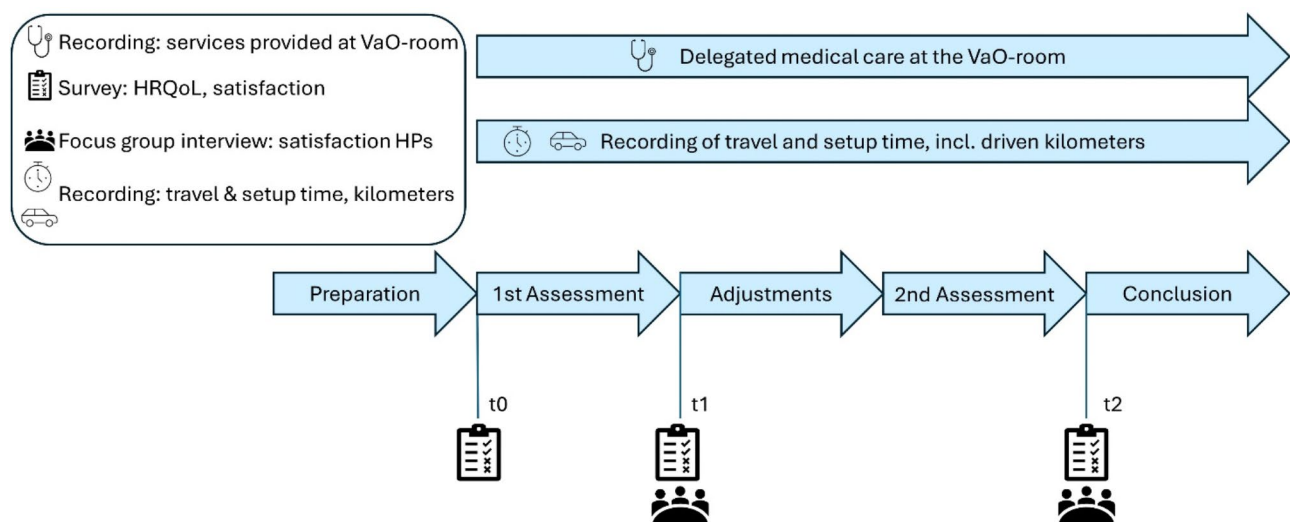 Recording: services provided at VaO-room
Survey: HRQoL, satisfaction
Focus group interview: satisfaction HPs
Recording: travel & setup time, kilometers
Delegated medical care at the VaO-room
Recording of travel and setup time, incl. driven kilometers
Preparation
1st Assessment
Adjustments
2nd Assessment
Conclusion
t0
t1
t2